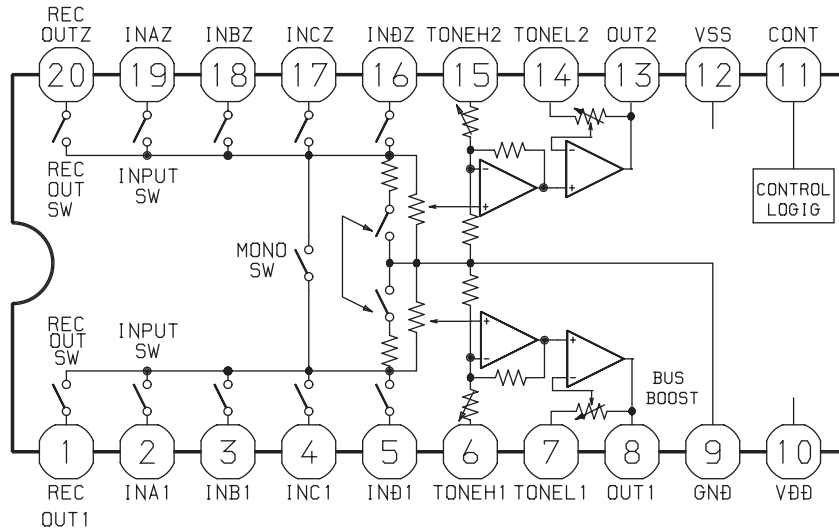 REC
OUTZ INAZ INBZ INCZ INDZ TONEH2 TONEL2 OUT2 VSS CONT
20 19 18 17 16 15 14 13 12 11
REC
OUT
SW
INPUT
SW
MONO
SW
CONTROL
LOGIG
REC
OUT
SW
INPUT
SW
BUS
BOOST
1 2 3 4 5 6 7 8 9 10
REC
OUT1
INA1 INB1 INC1 IND1 TONEH1 TONEL1 OUT1 GND VDD